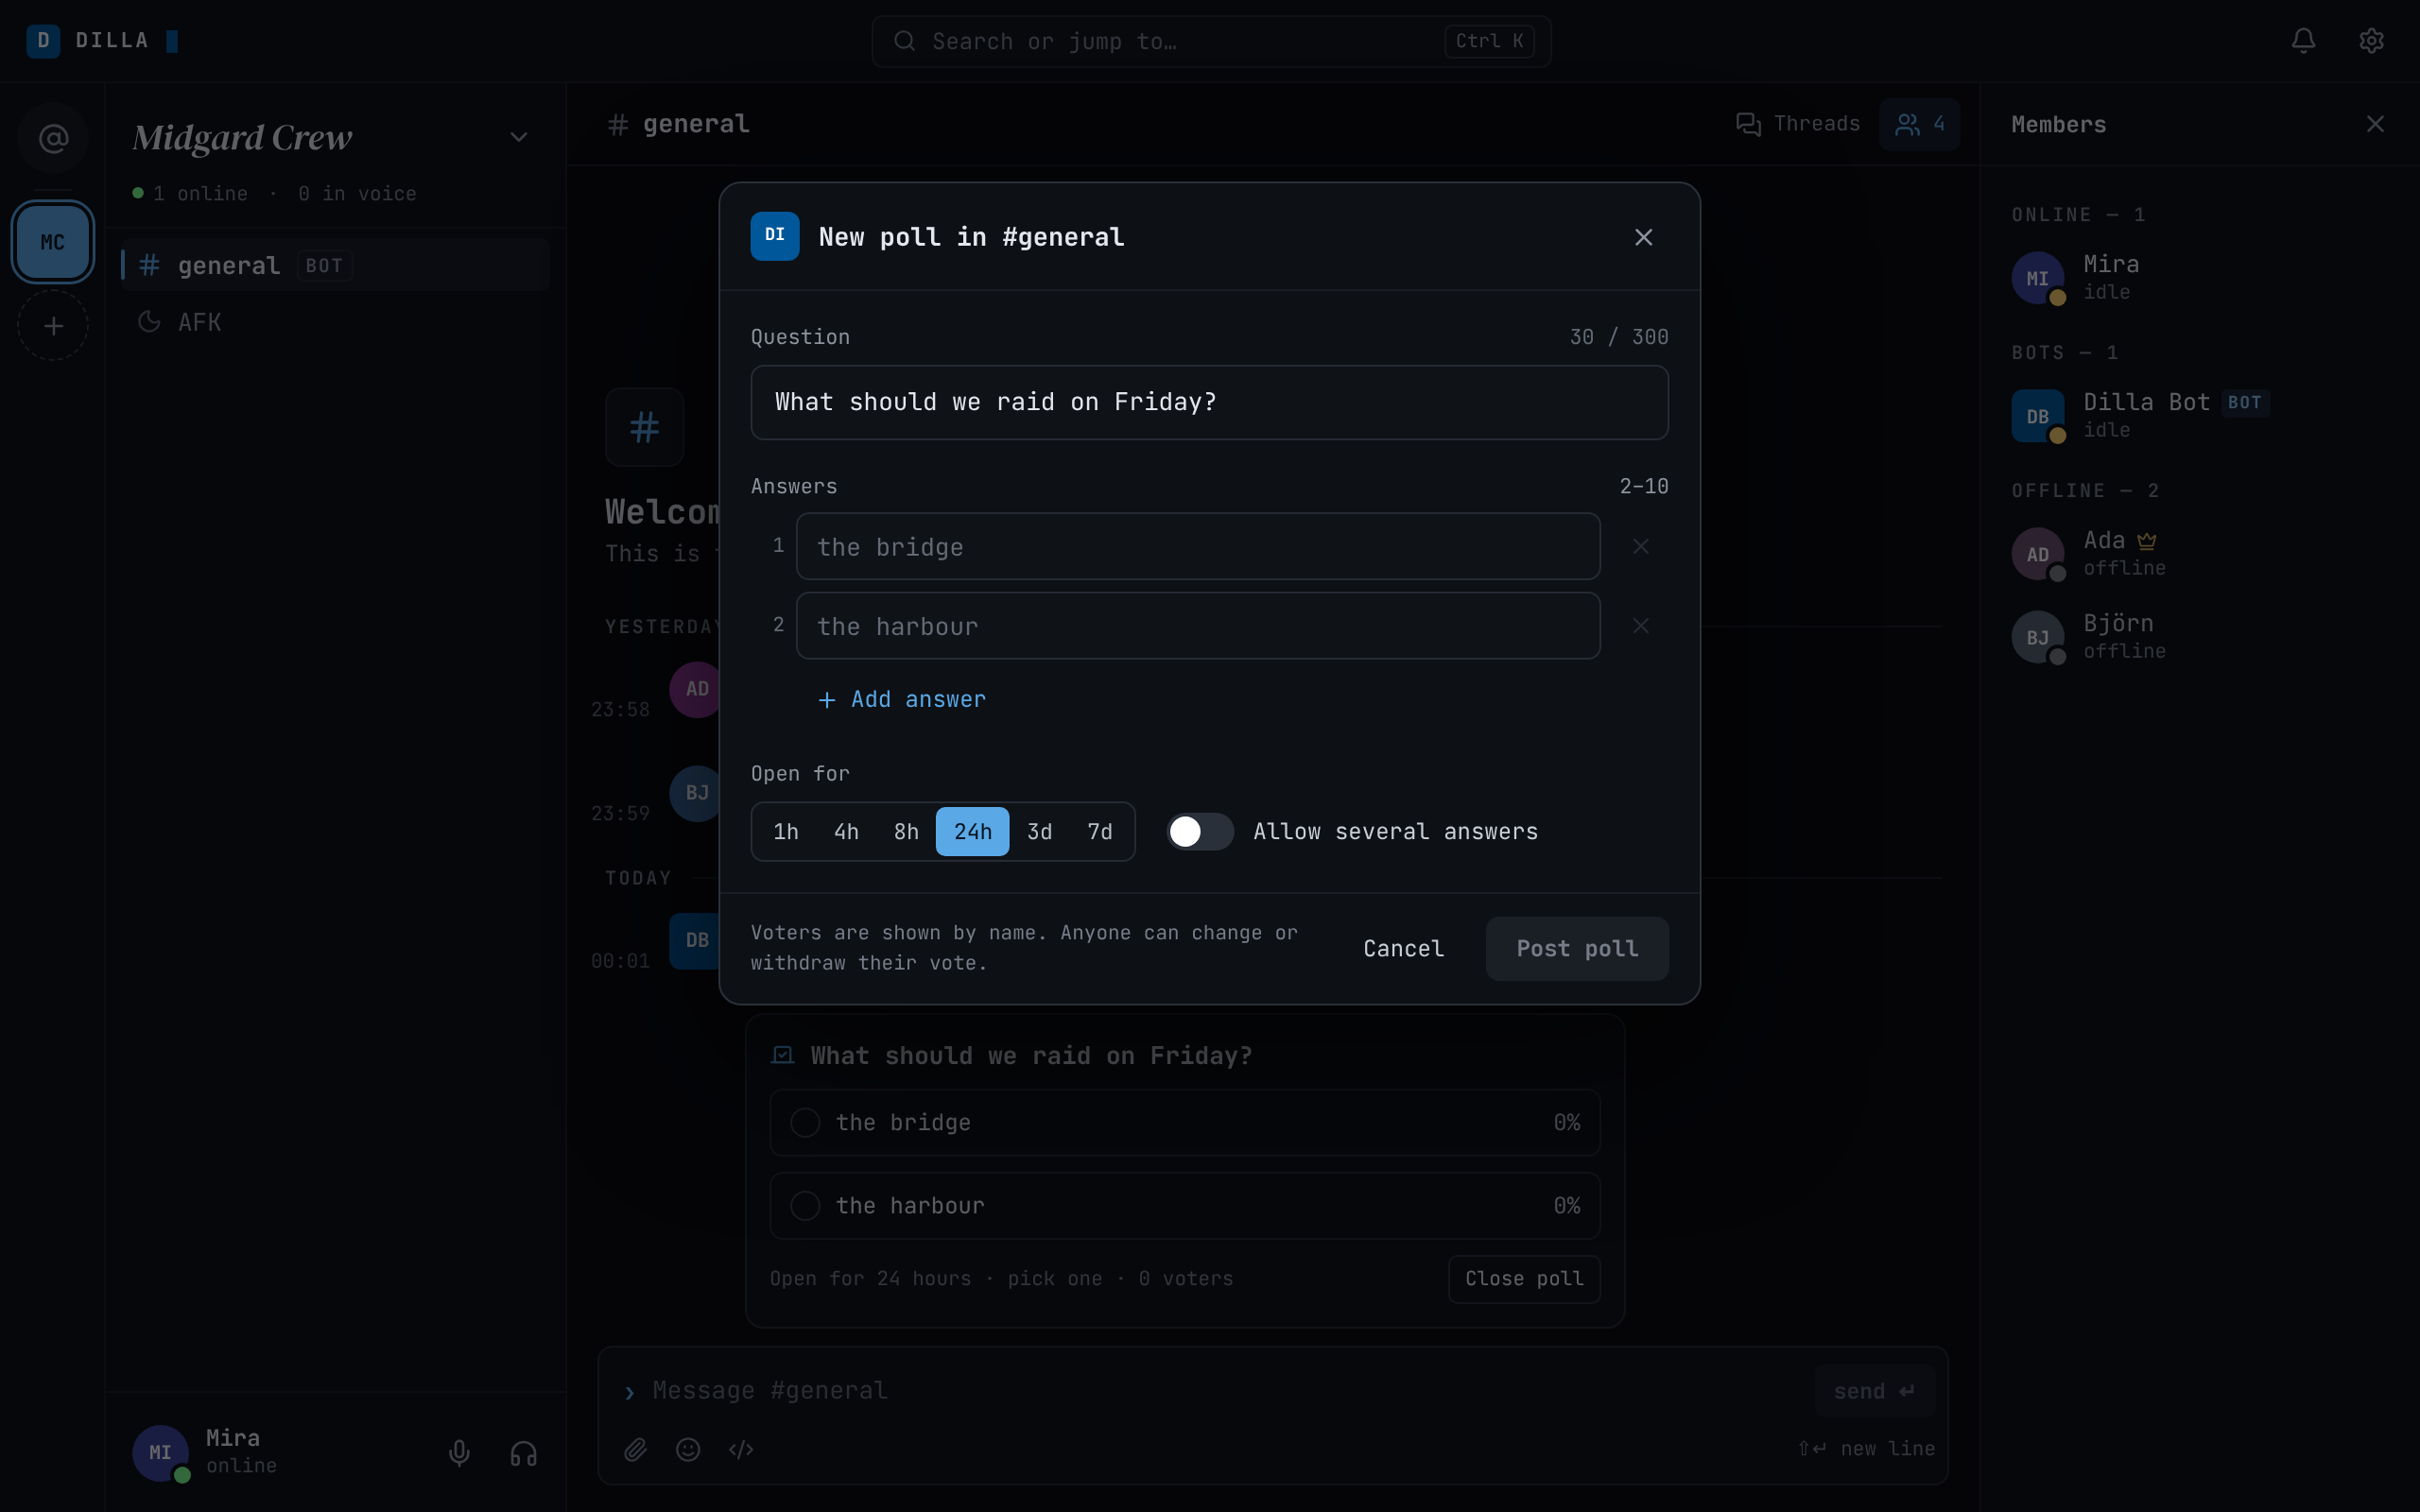 D DILLA
Search or jump to… Ctrl K
Midgard Crew
1 online · 0 in voice
MC
# general BOT
AFK
MI Mira
online
# general
Threads 4
Welcom
This is
YESTERDAY
23:58 AD
23:59 BJ
TODAY
00:01 DB
DI New poll in #general
Question 30 / 300
What should we raid on Friday?
Answers 2–10
1 the bridge
2 the harbour
+ Add answer
Open for
1h 4h 8h 24h 3d 7d Allow several answers
Voters are shown by name. Anyone can change or
withdraw their vote.
Cancel Post poll
What should we raid on Friday?
the bridge 0%
the harbour 0%
Open for 24 hours · pick one · 0 voters Close poll
› Message #general send ↵
⇧↵ new line
Members
ONLINE — 1
MI Mira
idle
BOTS — 1
DB Dilla Bot BOT
idle
OFFLINE — 2
AD Ada
offline
BJ Björn
offline